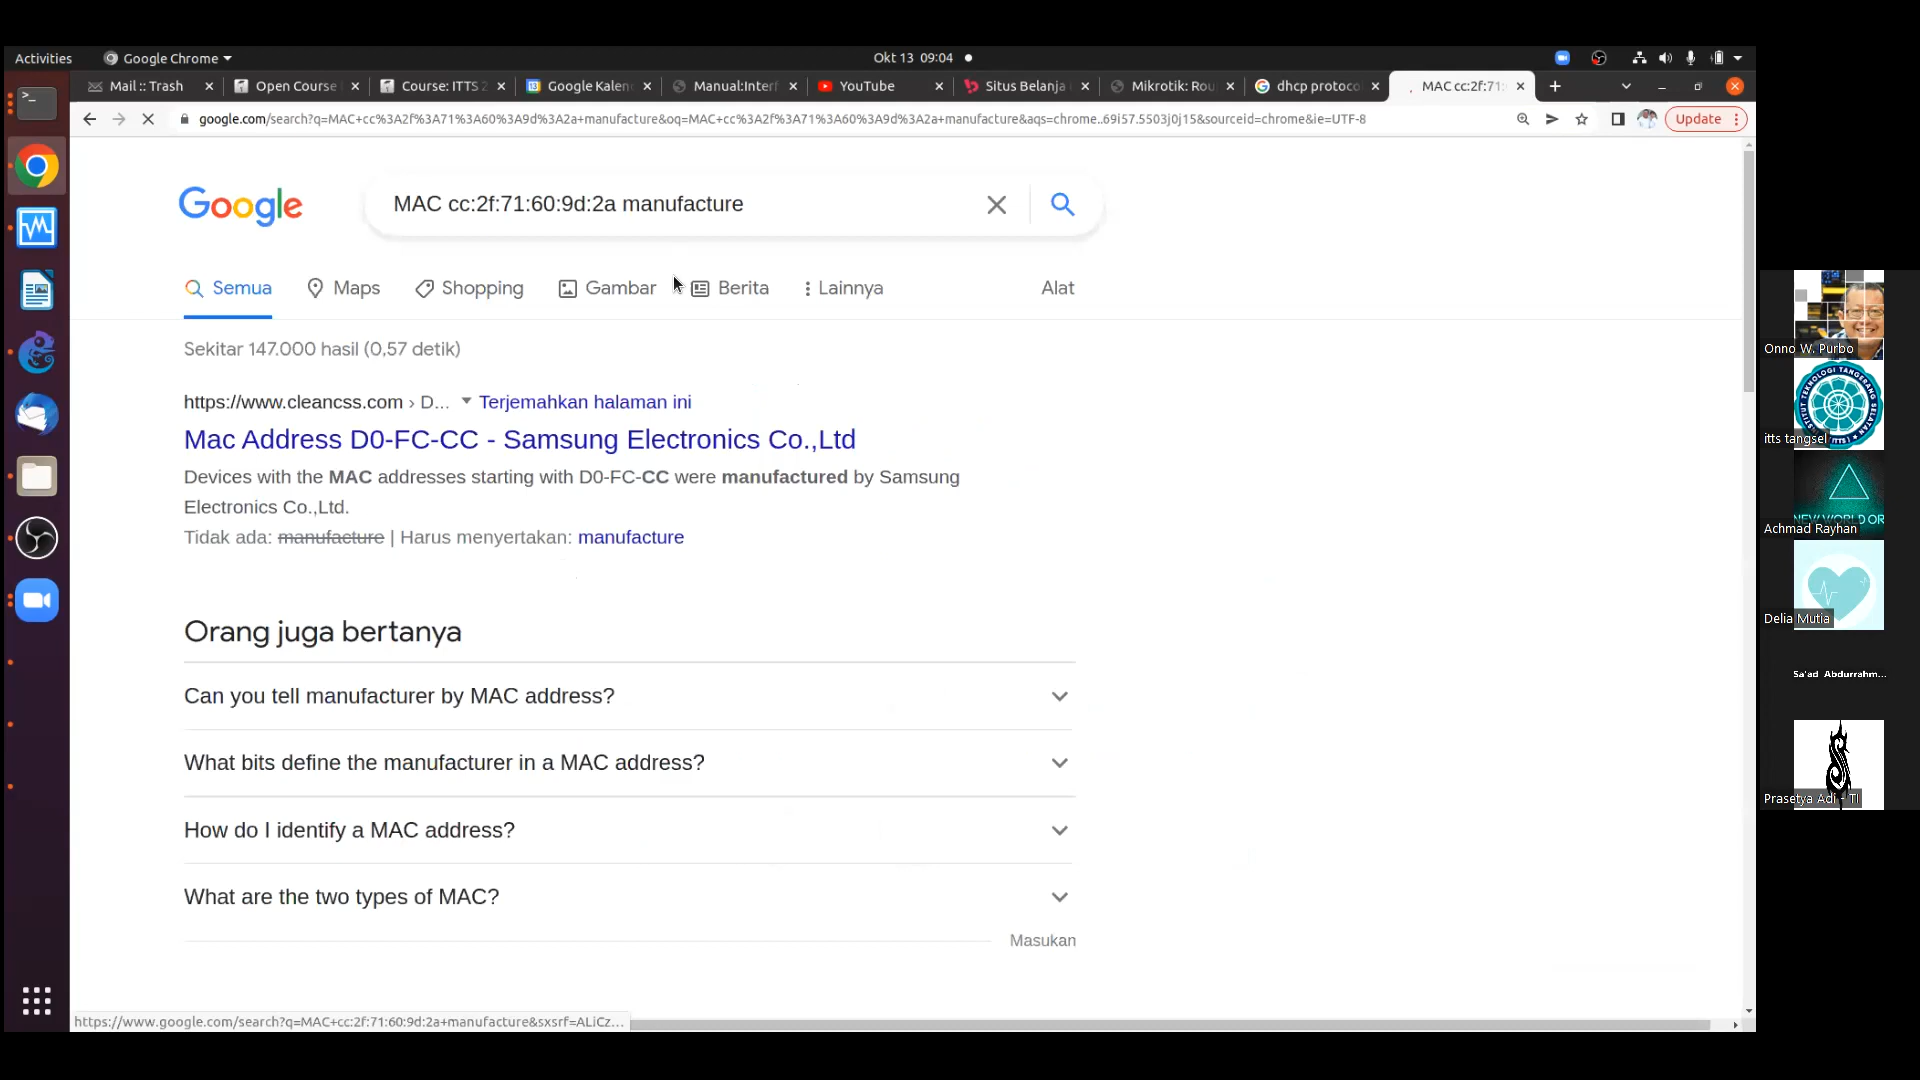 Activities
Google Chrome
Okt 13 09:04
Mail :: Trash
Open Course
Course: ITTS 2
Google Kalen
Manual:Interf
YouTube
Situs Belanja
Mikrotik: Rou
dhcp protoco
MAC cc:2f:71:
google.com/search?q=MAC+cc%3A2f%3A71%3A60%3A9d%3A2a+manufacture&oq=MAC+cc%3A2f%3A71%3A60%3A9d%3A2a+manufacture&aqs=chrome..69i57.5503j0j15&sourceid=chrome&ie=UTF-8
Update
Google
MAC cc:2f:71:60:9d:2a manufacture
Semua
Maps
Shopping
Gambar
Berita
Lainnya
Alat
Sekitar 147.000 hasil (0,57 detik)
https://www.cleancss.com › D... Terjemahkan halaman ini
Mac Address D0-FC-CC - Samsung Electronics Co.,Ltd
Devices with the MAC addresses starting with D0-FC-CC were manufactured by Samsung
Electronics Co.,Ltd.
Tidak ada: manufacture | Harus menyertakan: manufacture
Orang juga bertanya
Can you tell manufacturer by MAC address?
What bits define the manufacturer in a MAC address?
How do I identify a MAC address?
What are the two types of MAC?
Masukan
https://www.google.com/search?q=MAC+cc:2f:71:60:9d:2a+manufacture&sxsrf=ALiCz...
Onno W. Purbo
itts tangsel
NEW WORLD OR
Achmad Rayhan
Delia Mutia
Sa'ad Abdurrahm...
Prasetya Adi - TI